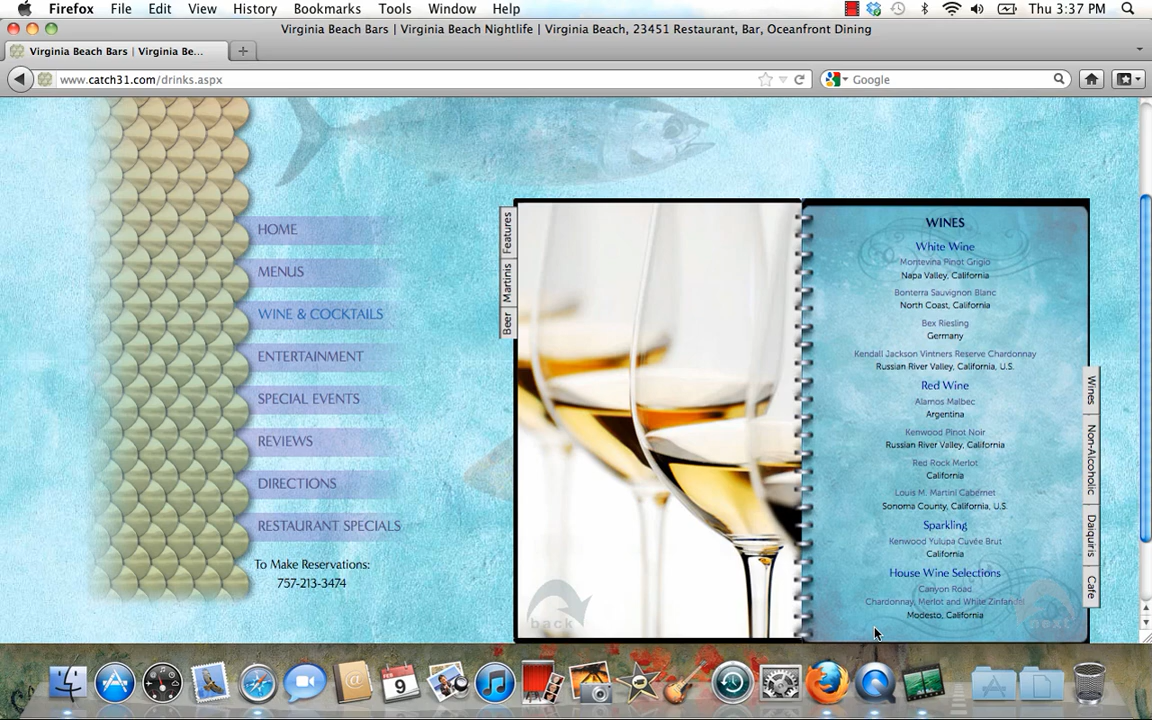 Firefox File Edit View History Bookmarks Tools Window Help Thu 3:37 PM
Virginia Beach Bars | Virginia Beach Nightlife | Virginia Beach, 23451 Restaurant, Bar, Oceanfront Dining
Virginia Beach Bars | Virginia Be...
www.catch31.com/drinks.aspx
Google
HOME
MENUS
WINE & COCKTAILS
ENTERTAINMENT
SPECIAL EVENTS
REVIEWS
DIRECTIONS
RESTAURANT SPECIALS
To Make Reservations:
757-213-3474
Features
Martinis
Beer
back
WINES
White Wine
Montevina Pinot Grigio
Napa Valley, California
Bonterra Sauvignon Blanc
North Coast, California
Bex Riesling
Germany
Kendall Jackson Vintners Reserve Chardonnay
Russian River Valley, California, U.S.
Red Wine
Alamos Malbec
Argentina
Kenwood Pinot Noir
Russian River Valley, California
Red Rock Merlot
California
Louis M. Martini Cabernet
Sonoma County, California, U.S.
Sparkling
Kenwood Yulupa Cuvée Brut
California
House Wine Selections
Canyon Road
Chardonnay, Merlot and White Zinfandel
Modesto, California
next
Wines
Non-Alcoholic
Daiquiris
Cafe
FEB
9